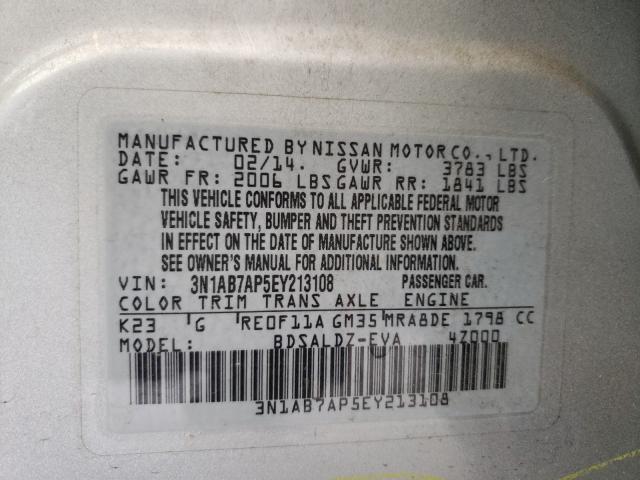 MANUFACTURED BY NISSAN MOTOR CO., LTD.
DATE: 02/14. GVWR: 3783 LBS
GAWR FR: 2006 LBS GAWR RR: 1841 LBS
THIS VEHICLE CONFORMS TO ALL APPLICABLE FEDERAL MOTOR
VEHICLE SAFETY, BUMPER AND THEFT PREVENTION STANDARDS
IN EFFECT ON THE DATE OF MANUFACTURE SHOWN ABOVE.
SEE OWNER'S MANUAL FOR ADDITIONAL INFORMATION.
VIN: 3N1AB7AP5EY213108 PASSENGER CAR.
COLOR TRIM TRANS AXLE ENGINE
K23 G RE0F11A GM35 MRA8DE 1798 CC
MODEL: BDSALDZ-EVA 4Z000
3N1AB7AP5EY213108